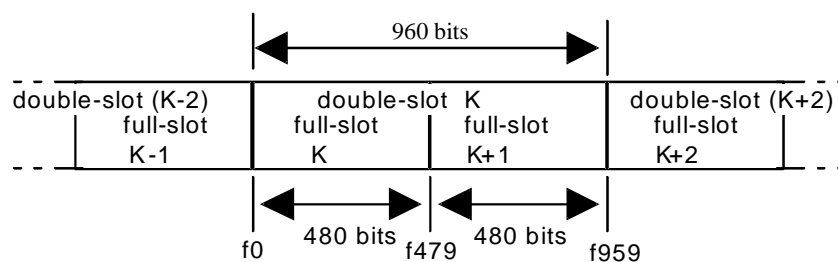 960 bits
double-slot (K-2) double-slot K double-slot (K+2)
full-slot full-slot full-slot full-slot
K-1 K K+1 K+2
480 bits 480 bits
f0 f479 f959